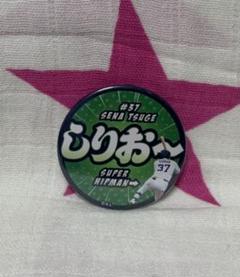 #37
SENA TSUGE
しりお〜
SUPER
HIPMAN→
37